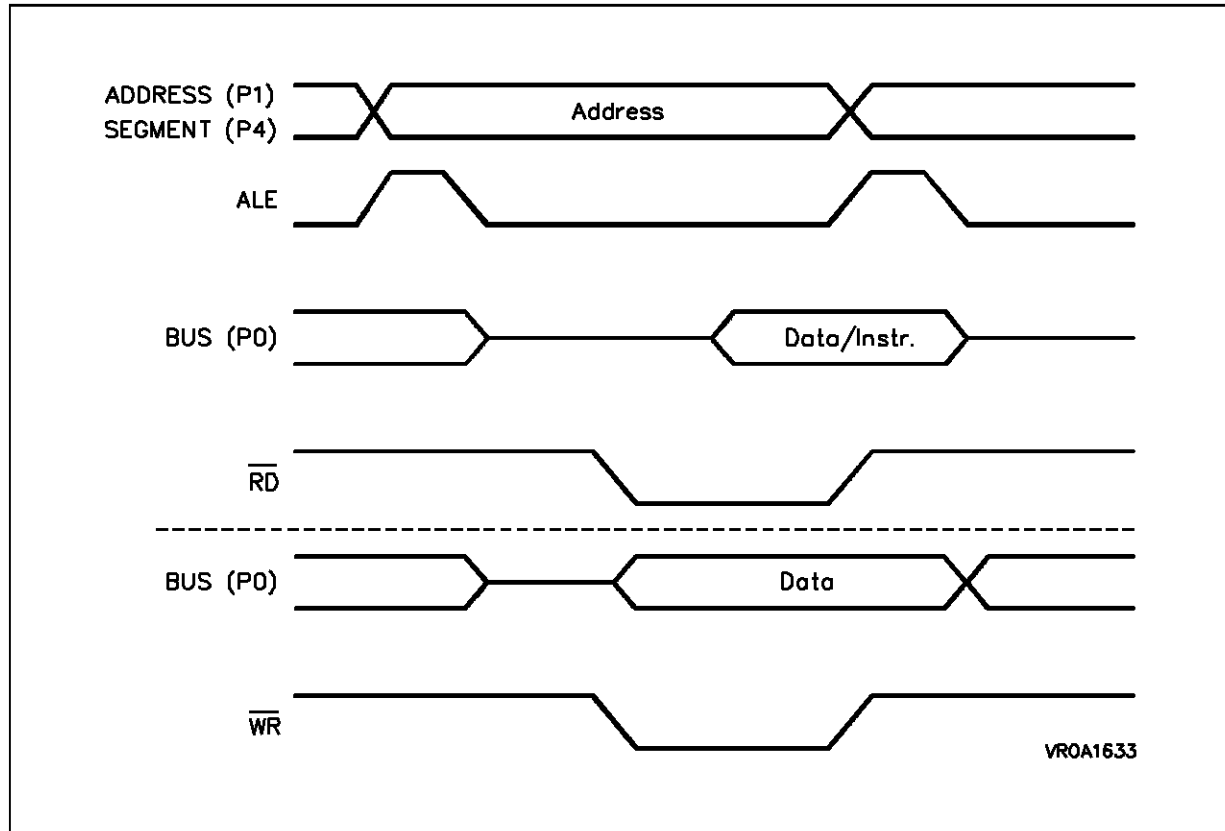 ADDRESS (P1)
Address
SEGMENT (P4)
ALE
BUS (P0)
Data/Instr.
RD
BUS (P0)
Data
WR
VR0A1633